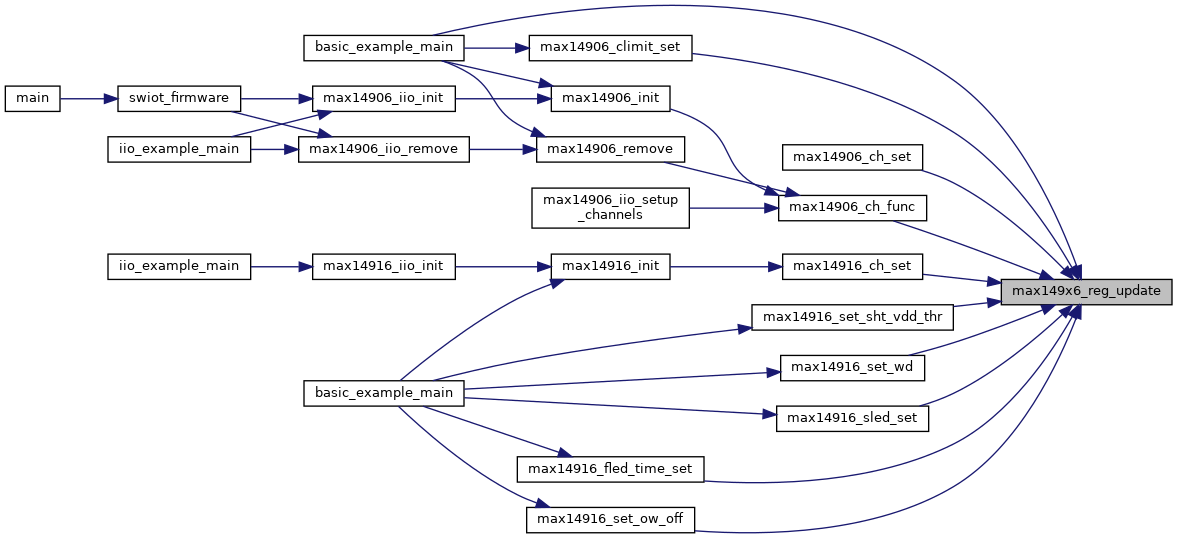 basic_example_main
max14906_climit_set
main
swiot_firmware
max14906_iio_init
max14906_init
iio_example_main
max14906_iio_remove
max14906_remove
max14906_ch_set
max14906_iio_setup
_channels
max14906_ch_func
iio_example_main
max14916_iio_init
max14916_init
max14916_ch_set
max149x6_reg_update
max14916_set_sht_vdd_thr
max14916_set_wd
basic_example_main
max14916_sled_set
max14916_fled_time_set
max14916_set_ow_off